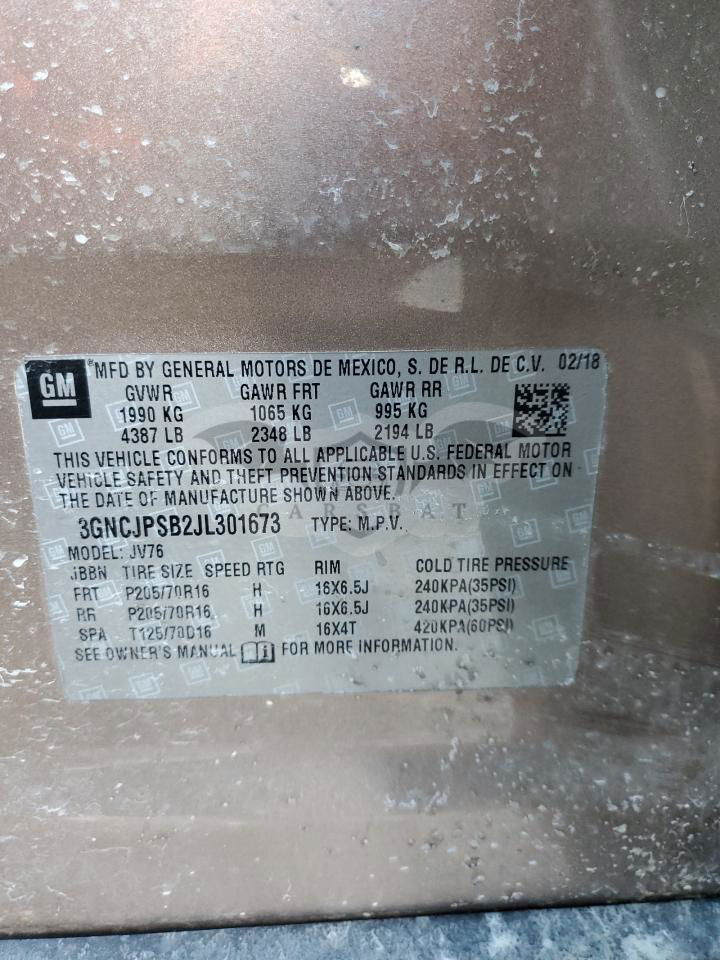 GM
®MFD BY GENERAL MOTORS DE MEXICO, S. DE R.L. DE C.V. 02/18
GVWR GAWR FRT GAWR RR
1990 KG 1065 KG 995 KG
4387 LB 2348 LB 2194 LB
THIS VEHICLE CONFORMS TO ALL APPLICABLE U.S. FEDERAL MOTOR
VEHICLE SAFETY AND THEFT PREVENTION STANDARDS IN EFFECT ON
THE DATE OF MANUFACTURE SHOWN ABOVE.
CARSBAT
3GNCJPSB2JL301673 TYPE: M.P.V.
MODEL: JV76
JBBN TIRE SIZE SPEED RTG RIM COLD TIRE PRESSURE
FRT P205/70R16 H 16X6.5J 240KPA(35PSI)
RR P205/70R16 H 16X6.5J 240KPA(35PSI)
SPA T125/70D16 M 16X4T 420KPA(60PSI)
SEE OWNER'S MANUAL FOR MORE INFORMATION.